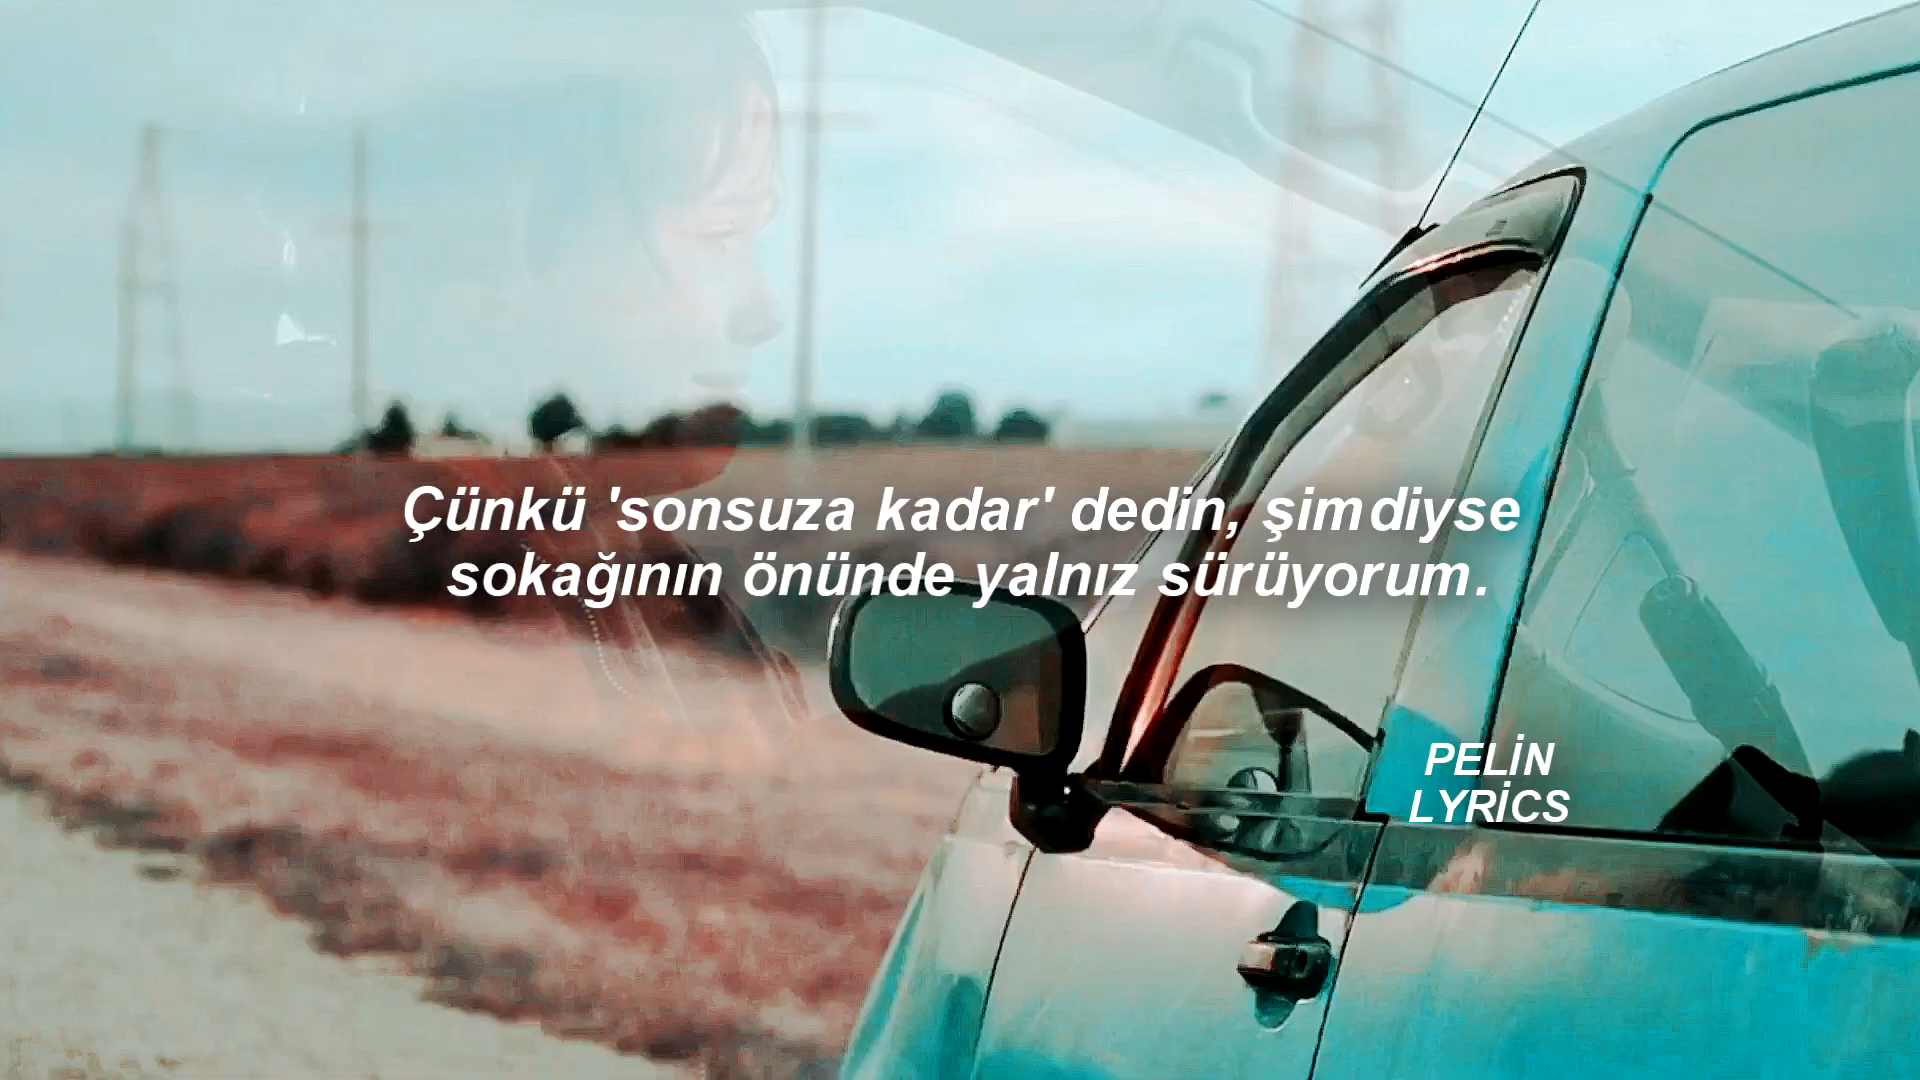 Çünkü 'sonsuza kadar' dedin, şimdiyse
sokağının önünde yalnız sürüyorum.
PELİN
LYRİCS